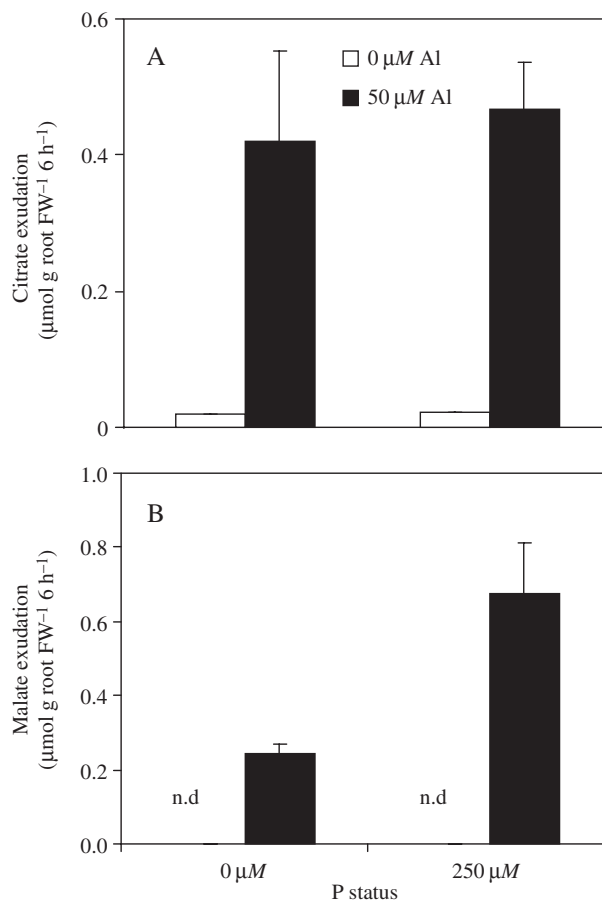 0.6
A
0 μM Al
50 μM Al
0.4
0.2
0
Citrate exudation
(μmol g root FW⁻¹ 6 h⁻¹)
1.0
B
0.8
0.6
0.4
0.2
0.0
Malate exudation
(μmol g root FW⁻¹ 6 h⁻¹)
n.d
n.d
0 μM
250 μM
P status